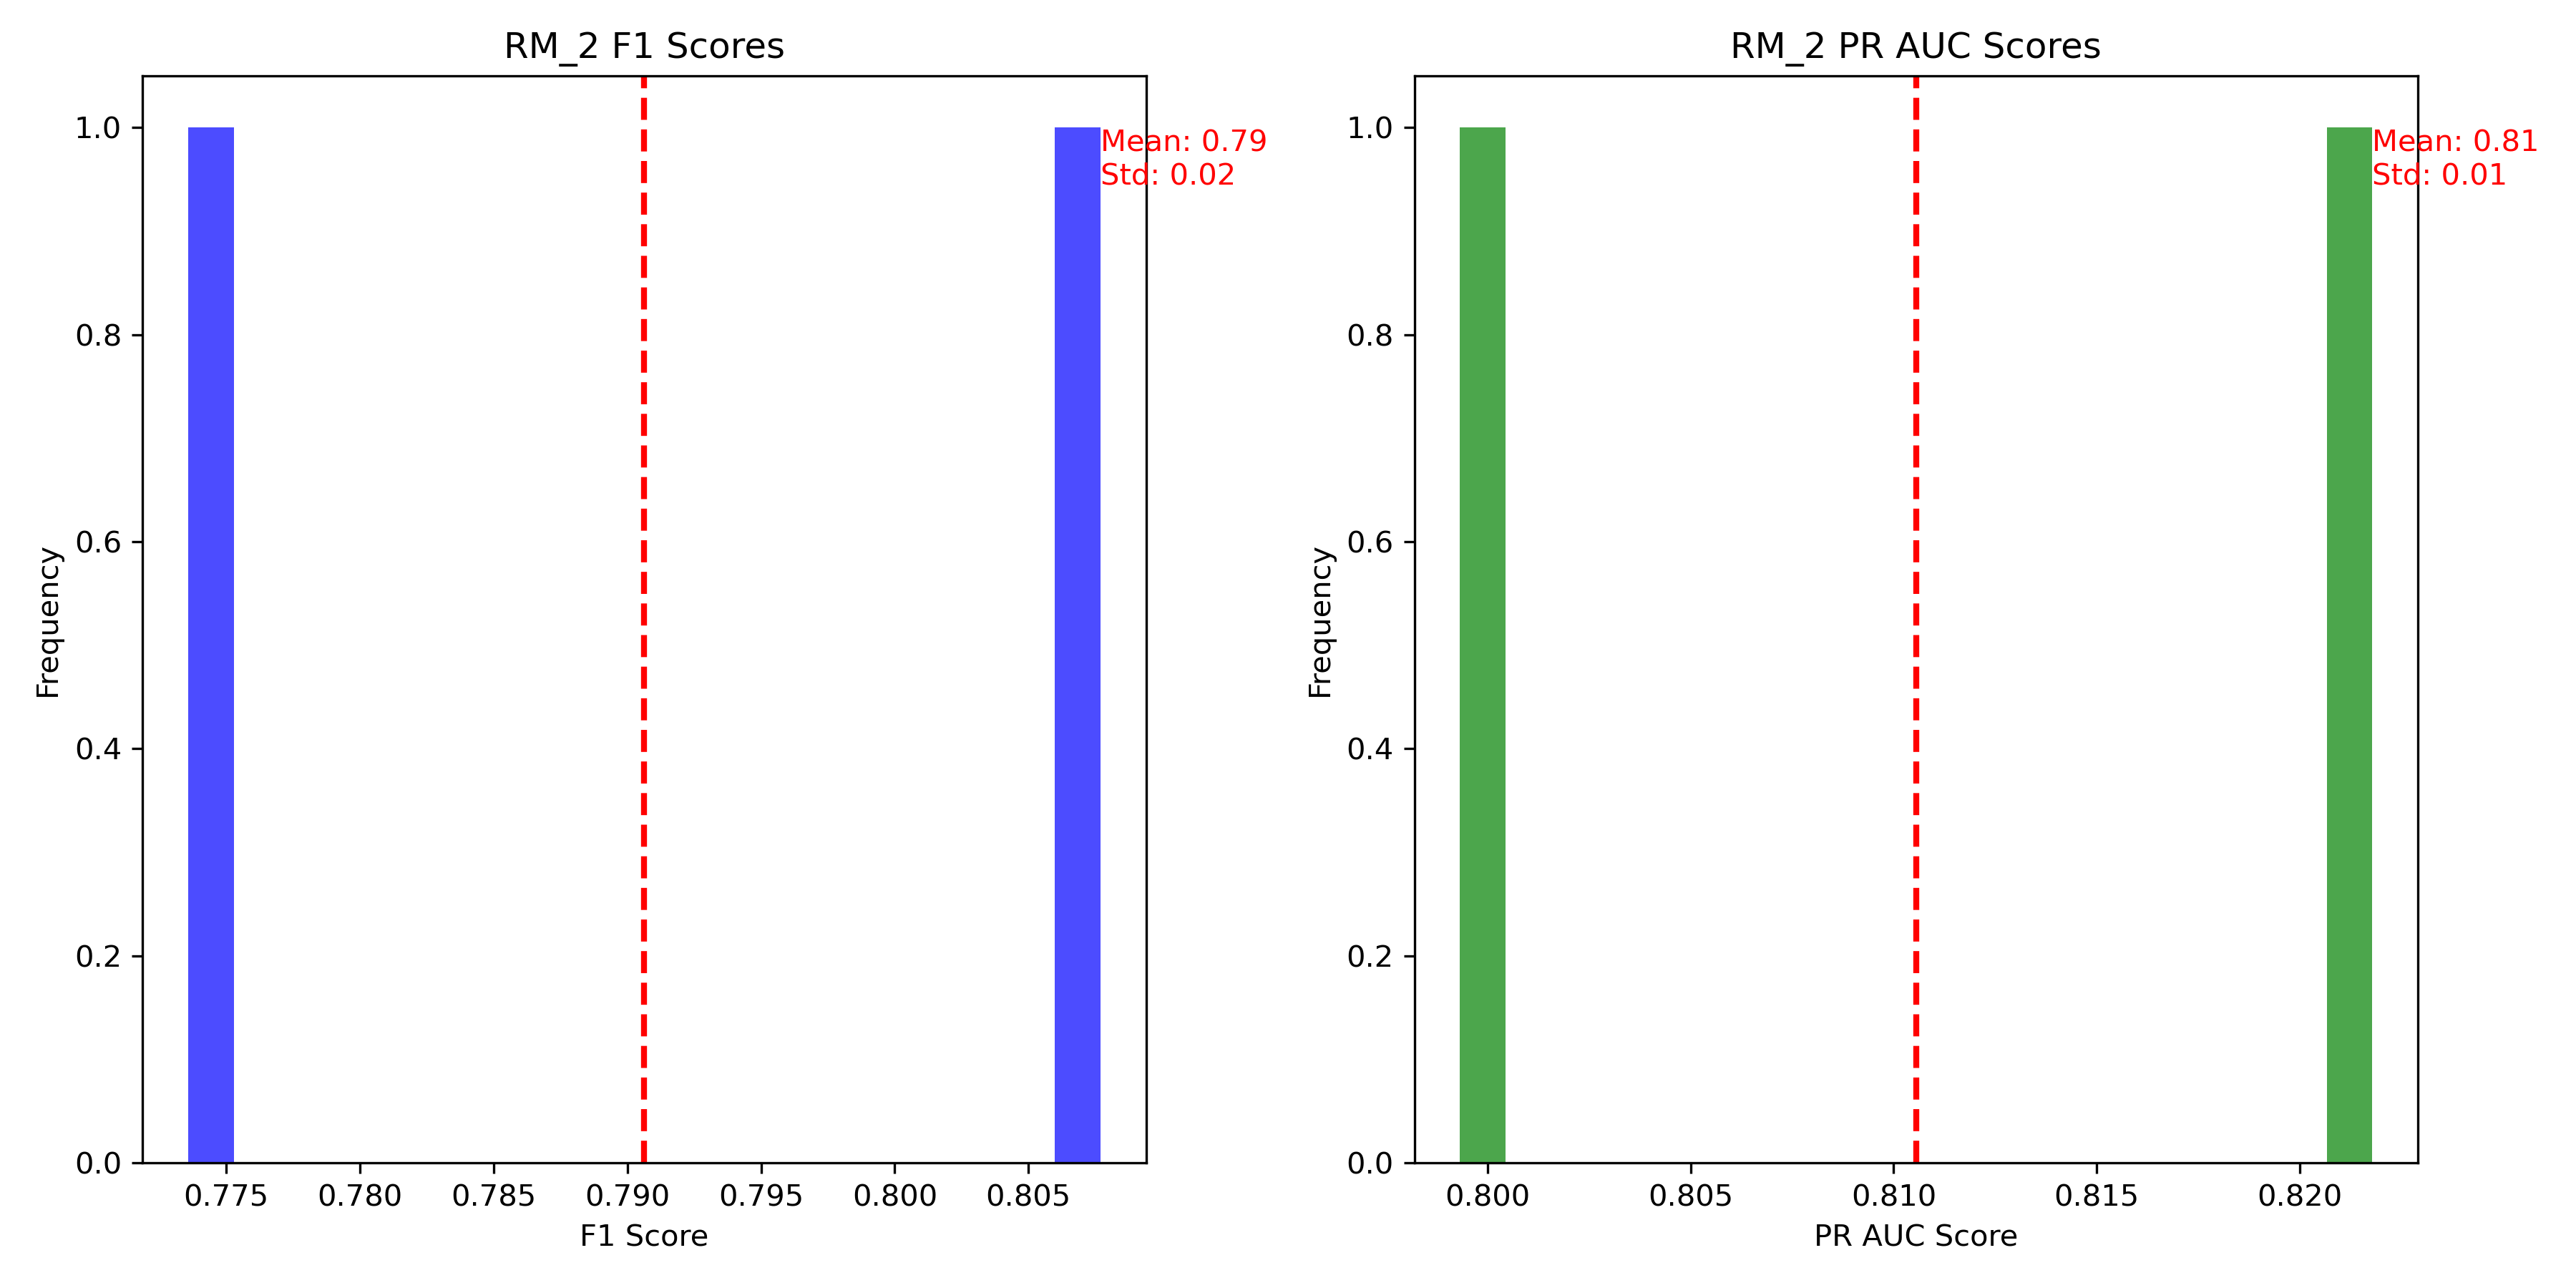 RM_2 F1 Scores
1.0
0.8
0.6
0.4
0.2
0.0
Frequency
Mean: 0.79
Std: 0.02
0.775 0.780 0.785 0.790 0.795 0.800 0.805
F1 Score
RM_2 PR AUC Scores
1.0
0.8
0.6
0.4
0.2
0.0
Frequency
Mean: 0.81
Std: 0.01
0.800 0.805 0.810 0.815 0.820
PR AUC Score